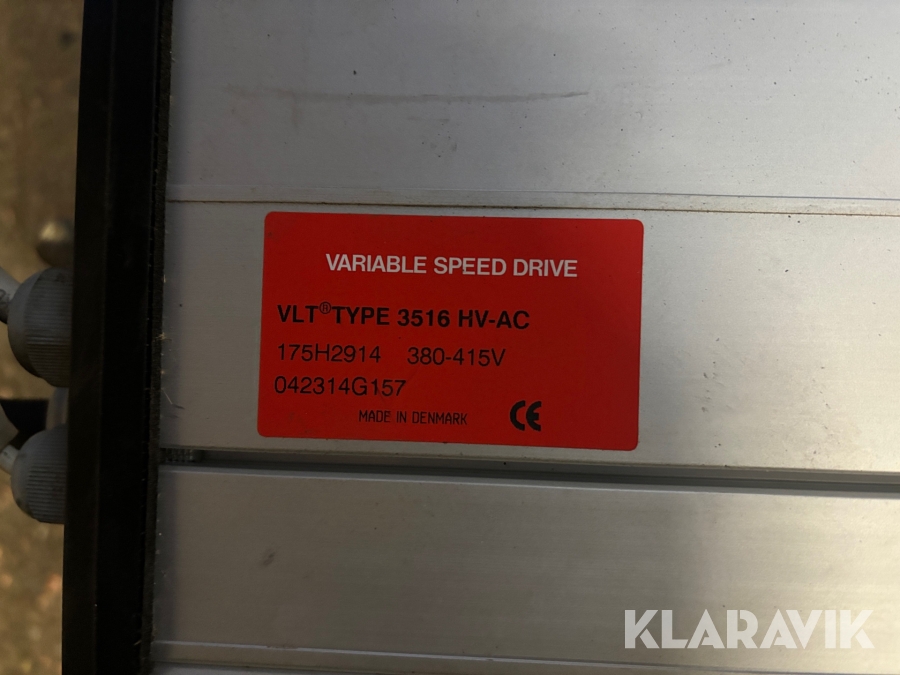 VARIABLE SPEED DRIVE
VLT® TYPE 3516 HV-AC
175H2914 380-415V
042314G157
MADE IN DENMARK CE
KLARAVIK